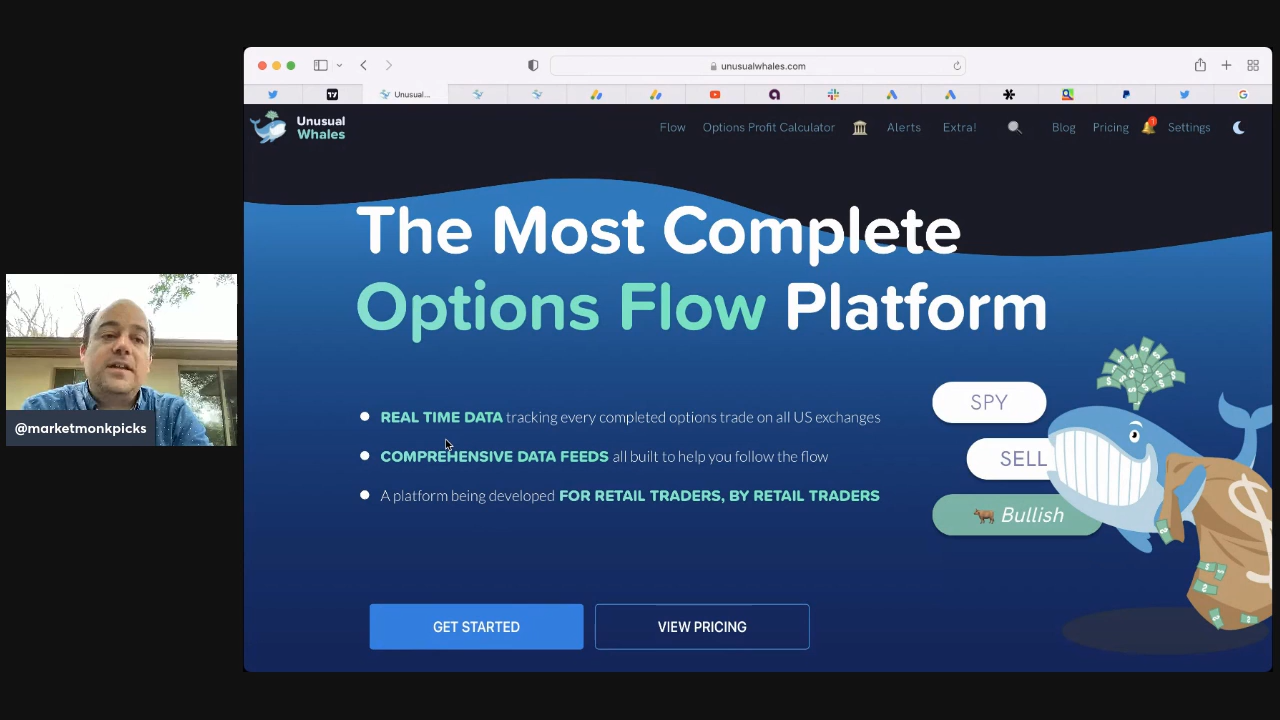 unusualwhales.com
Unusual...
Unusual
Whales
Flow Options Profit Calculator Alerts Extra! Blog Pricing Settings
The Most Complete
Options Flow Platform
REAL TIME DATA tracking every completed options trade on all US exchanges
COMPREHENSIVE DATA FEEDS all built to help you follow the flow
A platform being developed FOR RETAIL TRADERS, BY RETAIL TRADERS
SPY
SELL
Bullish
GET STARTED
VIEW PRICING
@marketmonkpicks